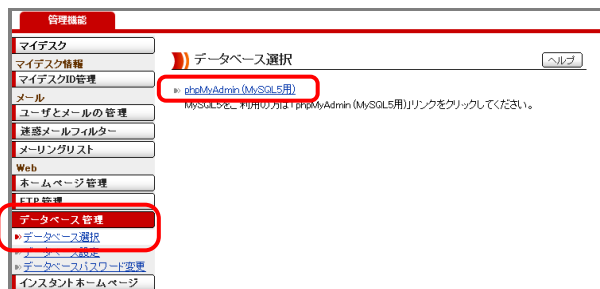 管理機能
マイデスク
マイデスク情報
マイデスクID管理
メール
ユーザとメールの管理
迷惑メールフィルター
メーリングリスト
Web
ホームページ管理
FTP管理
データベース管理
データベース選択
データベース設定
データベースパスワード変更
インスタントホームページ
データベース選択
ヘルプ
phpMyAdmin(MySQL5用)
MySQL5をご利用の方は「phpMyAdmin(MySQL5用)」リンクをクリックしてください。